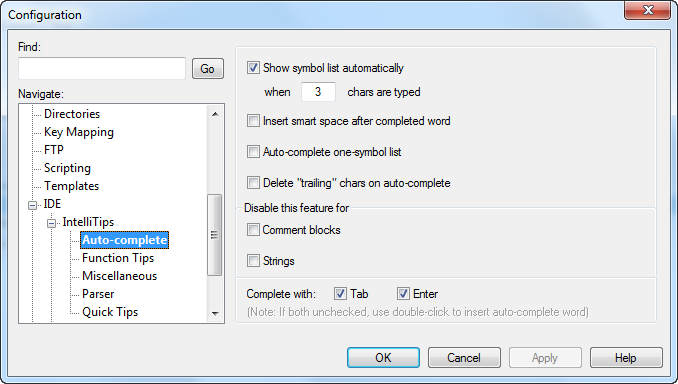 Configuration
Find:
Go
Navigate:
Directories
Key Mapping
FTP
Scripting
Templates
IDE
IntelliTips
Auto-complete
Function Tips
Miscellaneous
Parser
Quick Tips
Show symbol list automatically
when 3 chars are typed
Insert smart space after completed word
Auto-complete one-symbol list
Delete "trailing" chars on auto-complete
Disable this feature for
Comment blocks
Strings
Complete with: Tab Enter
(Note: If both unchecked, use double-click to insert auto-complete word)
OK Cancel Apply Help